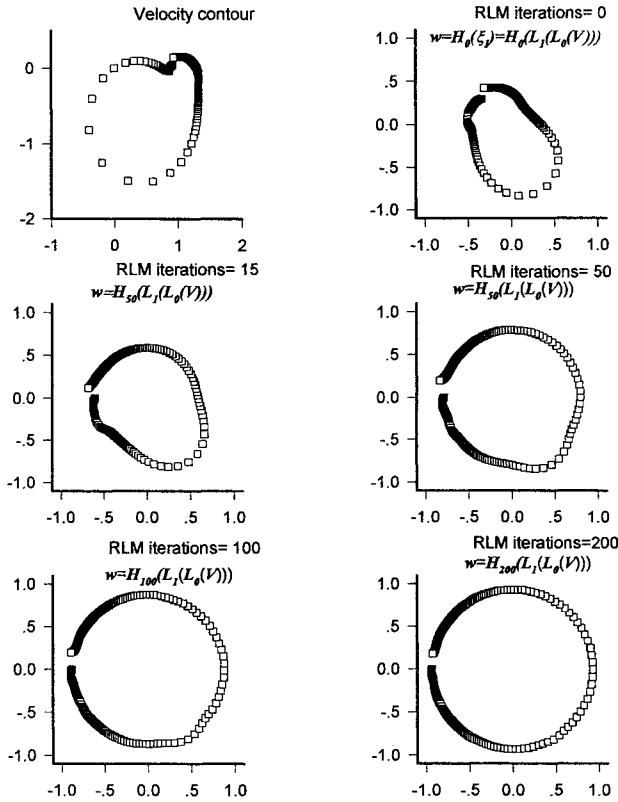 Velocity contour
0
-1
-2
-1 0 1 2
RLM iterations= 0
w=H₀(ξ₁)=H₀(L₁(L₀(V)))
1.0
.5
0.0
-.5
-1.0
-1.0 -.5 0.0 .5 1.0
RLM iterations= 15
w=H₅₀(L₁(L₀(V)))
1.0
.5
0.0
-.5
-1.0
-1.0 -.5 0.0 .5 1.0
RLM iterations= 50
w=H₅₀(L₁(L₀(V)))
1.0
.5
0.0
-.5
-1.0
-1.0 -.5 0.0 .5 1.0
RLM iterations= 100
w=H₁₀₀(L₁(L₀(V)))
1.0
.5
0.0
-.5
-1.0
-1.0 -.5 0.0 .5 1.0
RLM iterations=200
w=H₂₀₀(L₁(L₀(V)))
1.0
.5
0.0
-.5
-1.0
-1.0 -.5 0.0 .5 1.0